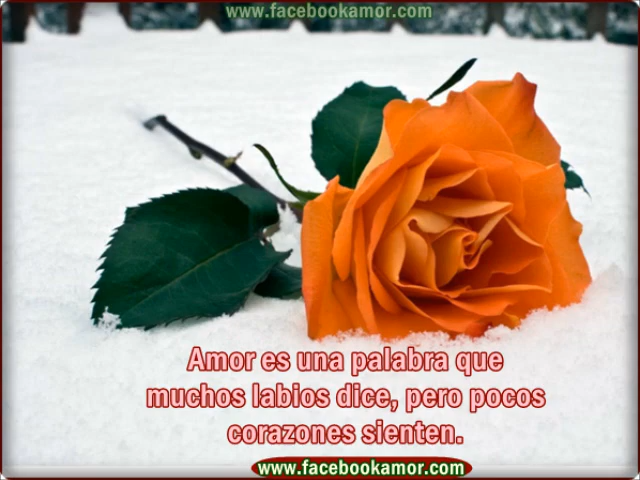 www.facebookamor.com
Amor es una palabra que
muchos labios dice, pero pocos
corazones sienten.
www.facebookamor.com